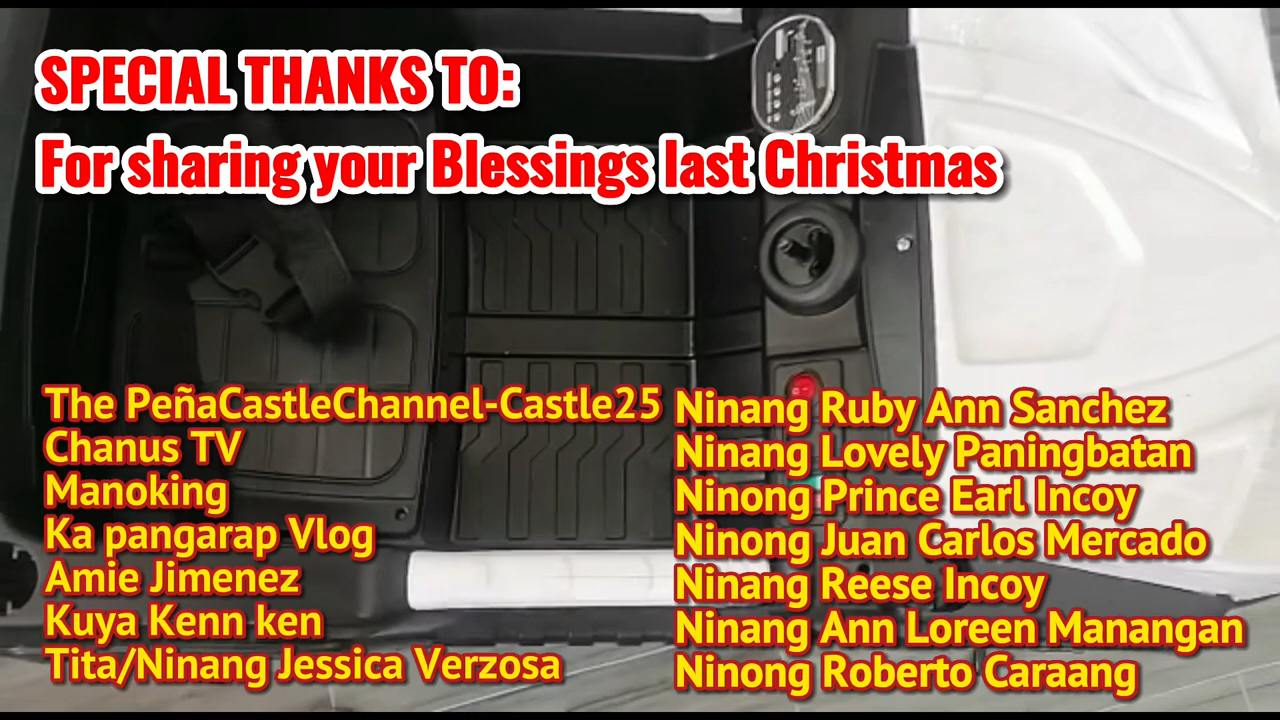 SPECIAL THANKS TO:
For sharing your Blessings last Christmas
The PeñaCastleChannel-Castle25
Chanus TV
Manoking
Ka pangarap Vlog
Amie Jimenez
Kuya Kenn ken
Tita/Ninang Jessica Verzosa
Ninang Ruby Ann Sanchez
Ninang Lovely Paningbatan
Ninong Prince Earl Incoy
Ninong Juan Carlos Mercado
Ninang Reese Incoy
Ninang Ann Loreen Manangan
Ninong Roberto Caraang